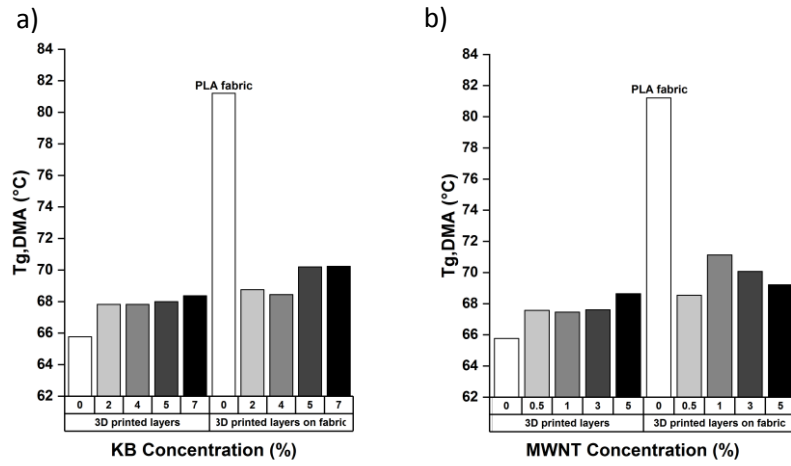 a)
84
82
80
78
76
74
72
70
68
66
64
62
Tg,DMA (°C)
PLA fabric
0 2 4 5 7 0 2 4 5 7
3D printed layers 3D printed layers on fabric
KB Concentration (%)
b)
84
82
80
78
76
74
72
70
68
66
64
62
Tg,DMA (°C)
PLA fabric
0 0.5 1 3 5 0 0.5 1 3 5
3D printed layers 3D printed layers on fabric
MWNT Concentration (%)